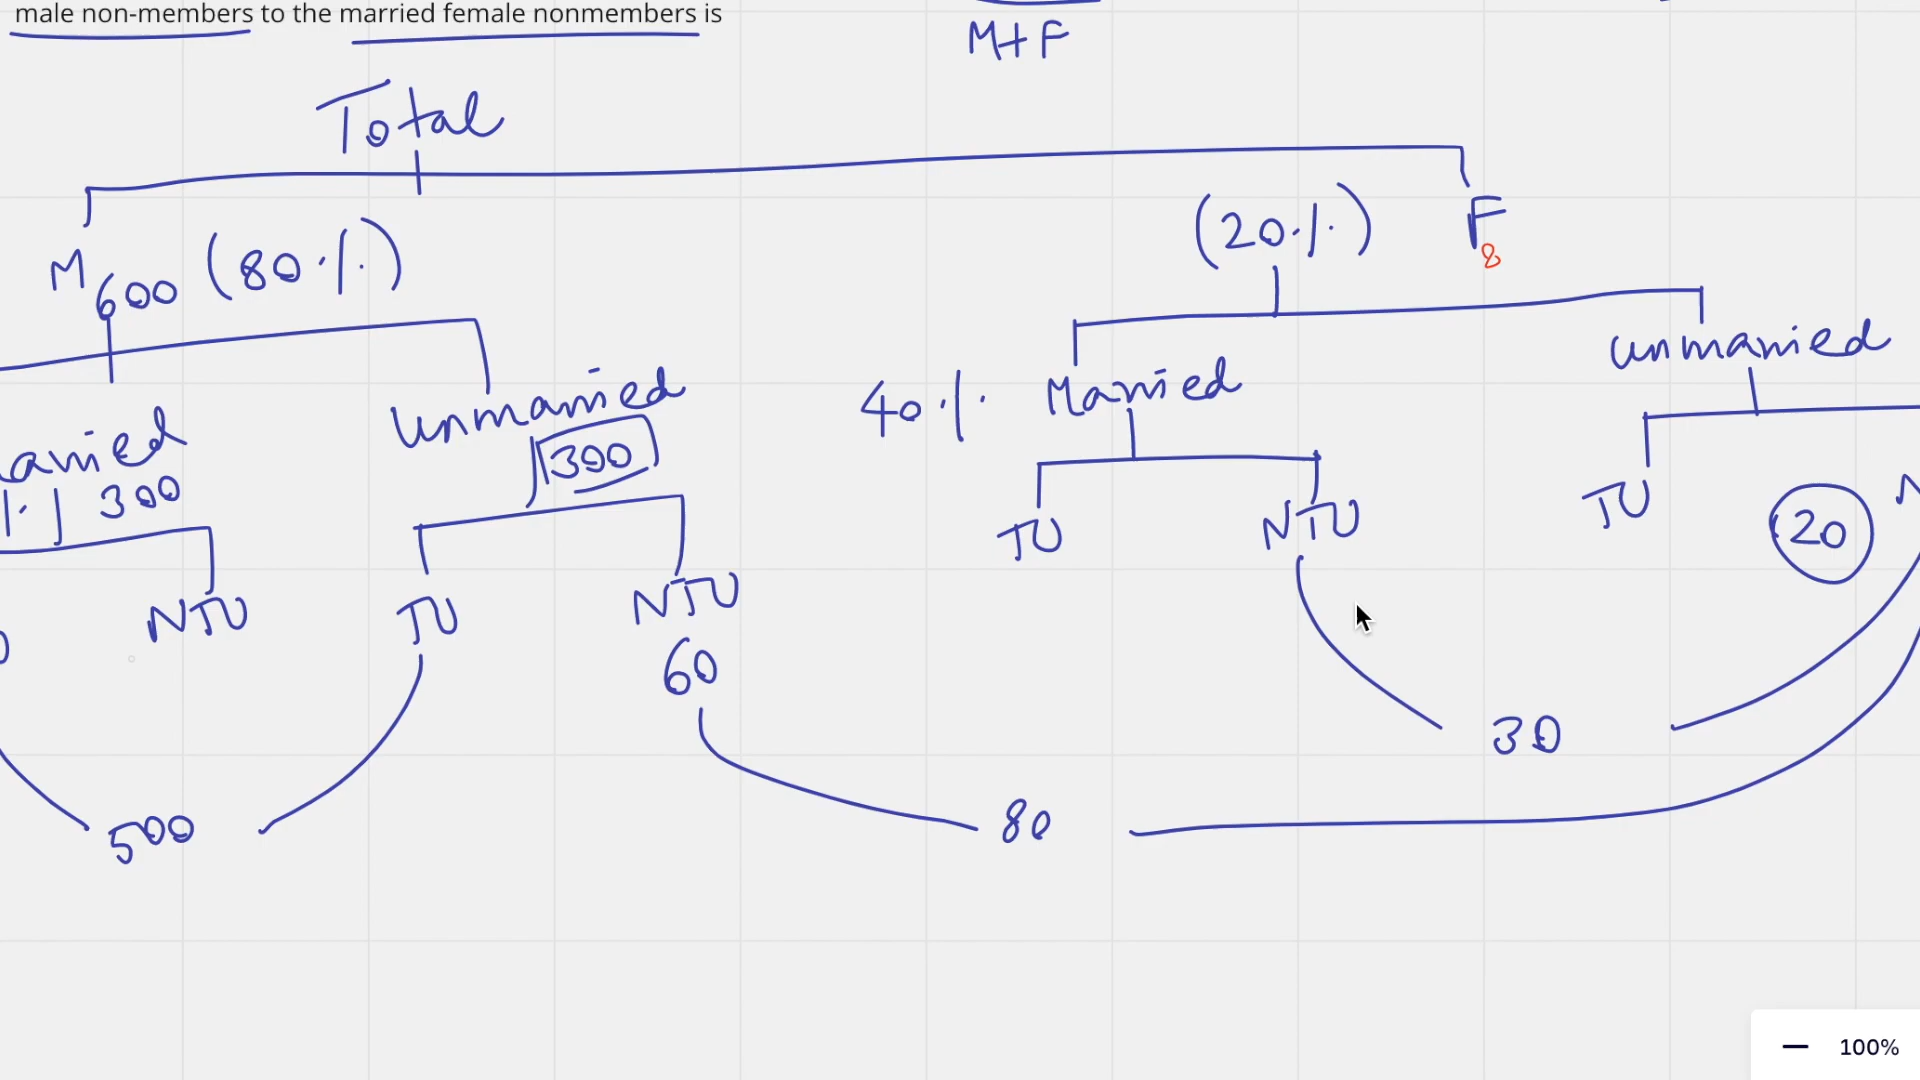 male non-members to the married female nonmembers is
M+F
Total
M 600 (80%)
(20%) F
8
Married
300
unmarried
300
40% Married
unmarried
NTU
TU
NTU
60
TU
NTU
TU
20
500
80
30
100%